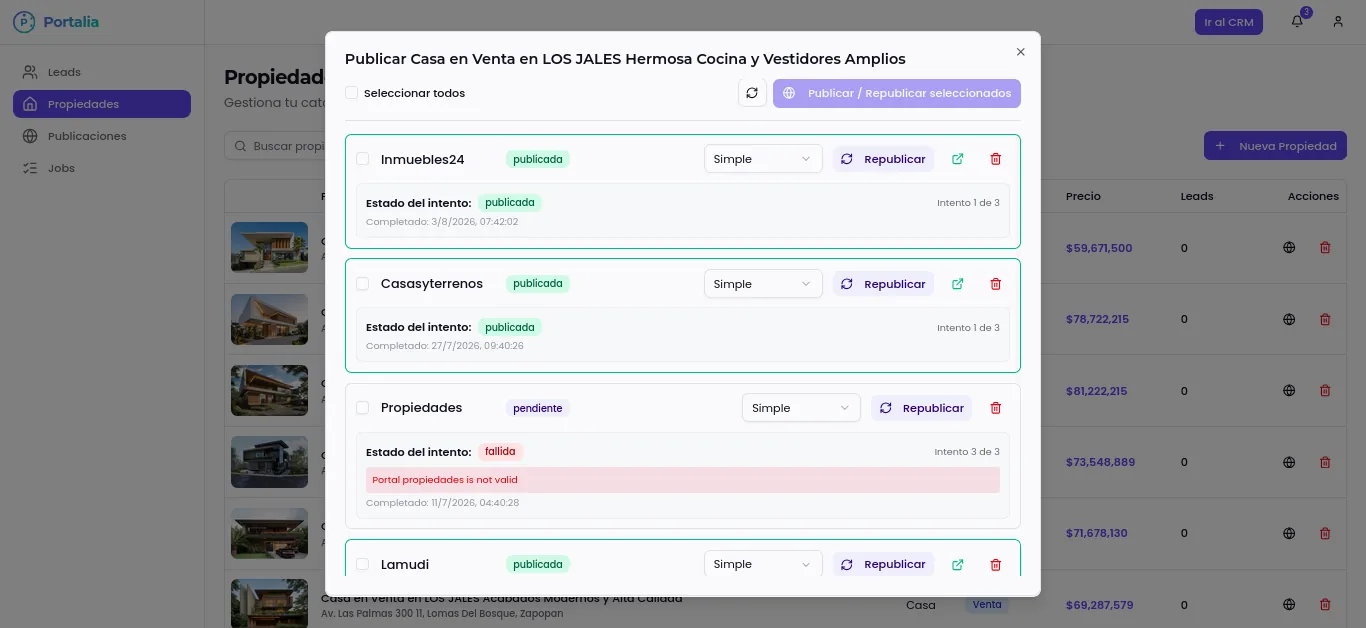 Portalia
Ir al CRM
3
Leads
Propiedades
Publicaciones
Jobs
Propiedad
Gestiona tu cat
Buscar propi
Nueva Propiedad
Precio
Leads
Acciones
$59,671,500
0
$78,722,215
0
$81,222,215
0
$73,548,889
0
$71,678,130
0
Casa en Venta en LOS JALES Acabados Modernos y Alta Calidad
Av. Las Palmas 300 11, Lomas Del Bosque, Zapopan
Casa
Venta
$69,287,579
0
Publicar Casa en Venta en LOS JALES Hermosa Cocina y Vestidores Amplios
Seleccionar todos
Publicar / Republicar seleccionados
Inmuebles24
publicada
Simple
Republicar
Estado del intento: publicada
Intento 1 de 3
Completado: 3/8/2026, 07:42:02
Casasyterrenos
publicada
Simple
Republicar
Estado del intento: publicada
Intento 1 de 3
Completado: 27/7/2026, 09:40:26
Propiedades
pendiente
Simple
Republicar
Estado del intento: fallida
Intento 3 de 3
Portal propiedades is not valid
Completado: 11/7/2026, 04:40:28
Lamudi
publicada
Simple
Republicar